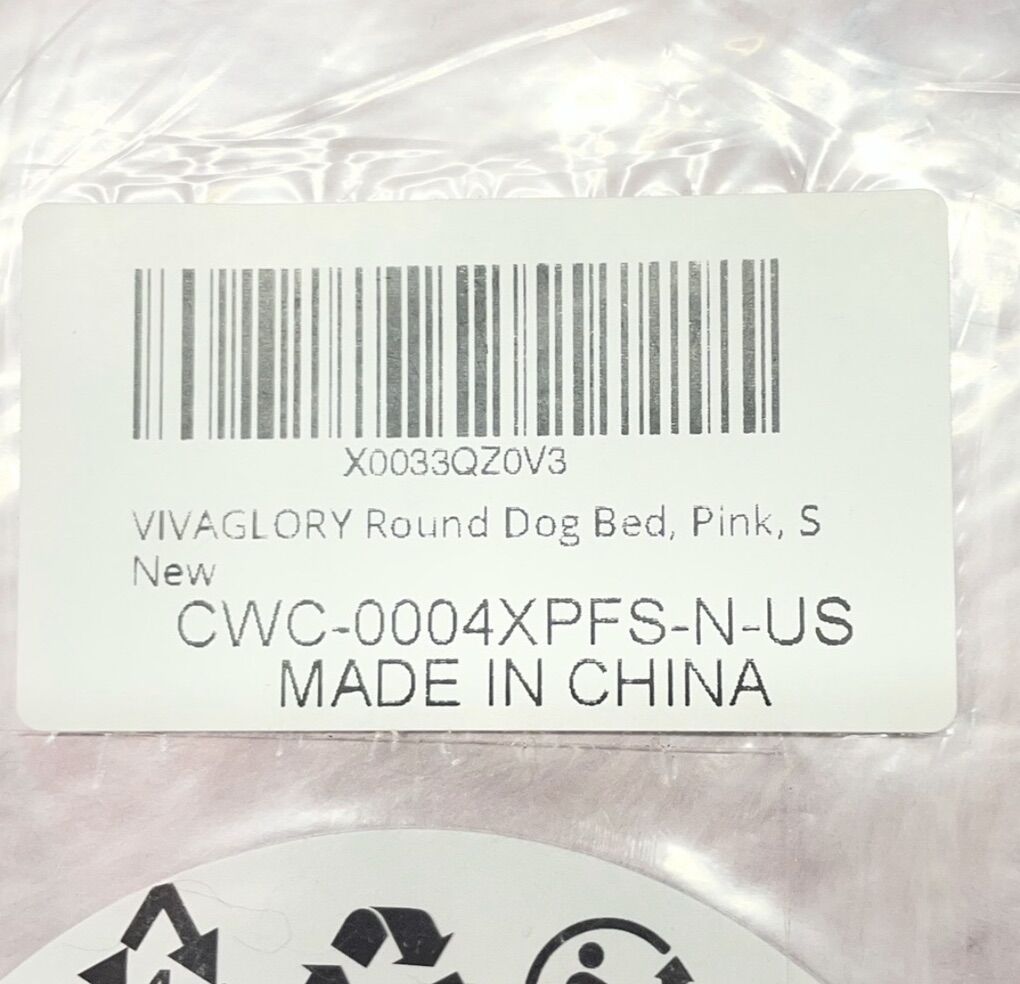 X0033QZ0V3
VIVAGLORY Round Dog Bed, Pink, S
New
CWC-0004XPFS-N-US
MADE IN CHINA